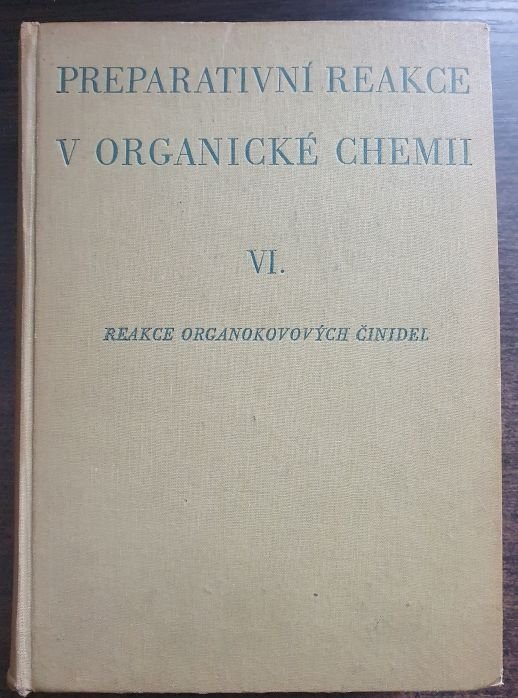 PREPARATIVNÍ REAKCE
V ORGANICKÉ CHEMII
VI.
REAKCE ORGANOKOVOVÝCH ČINIDEL